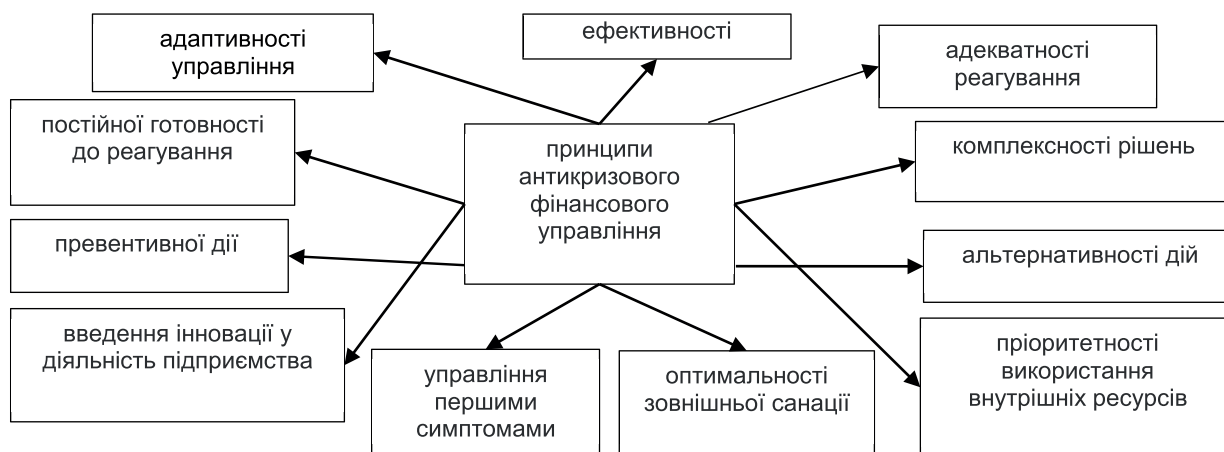 адаптивності
управління
ефективності
адекватності
реагування
постійної готовності
до реагування
принципи
антикризового
фінансового
управління
комплексності рішень
превентивної дії
альтернативності дій
введення інновації у
діяльність підприємства
управління
першими
симптомами
оптимальності
зовнішньої санації
пріоритетності
використання
внутрішніх ресурсів